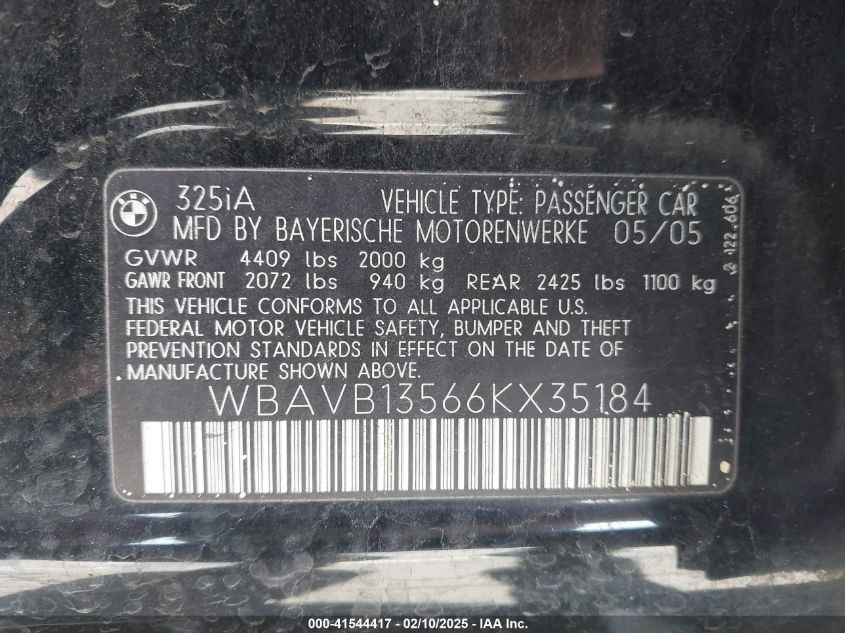 325iA VEHICLE TYPE: PASSENGER CAR
MFD BY BAYERISCHE MOTORENWERKE 05/05
GVWR 4409 lbs 2000 kg
GAWR FRONT 2072 lbs 940 kg REAR 2425 lbs 1100 kg
THIS VEHICLE CONFORMS TO ALL APPLICABLE U.S.
FEDERAL MOTOR VEHICLE SAFETY, BUMPER AND THEFT
PREVENTION STANDARDS IN EFFECT ON THE DATE OF
MANUFACTURE SHOWN ABOVE.
WBAVB13566KX35184
000-41544417 - 02/10/2025 - © IAA, Inc.